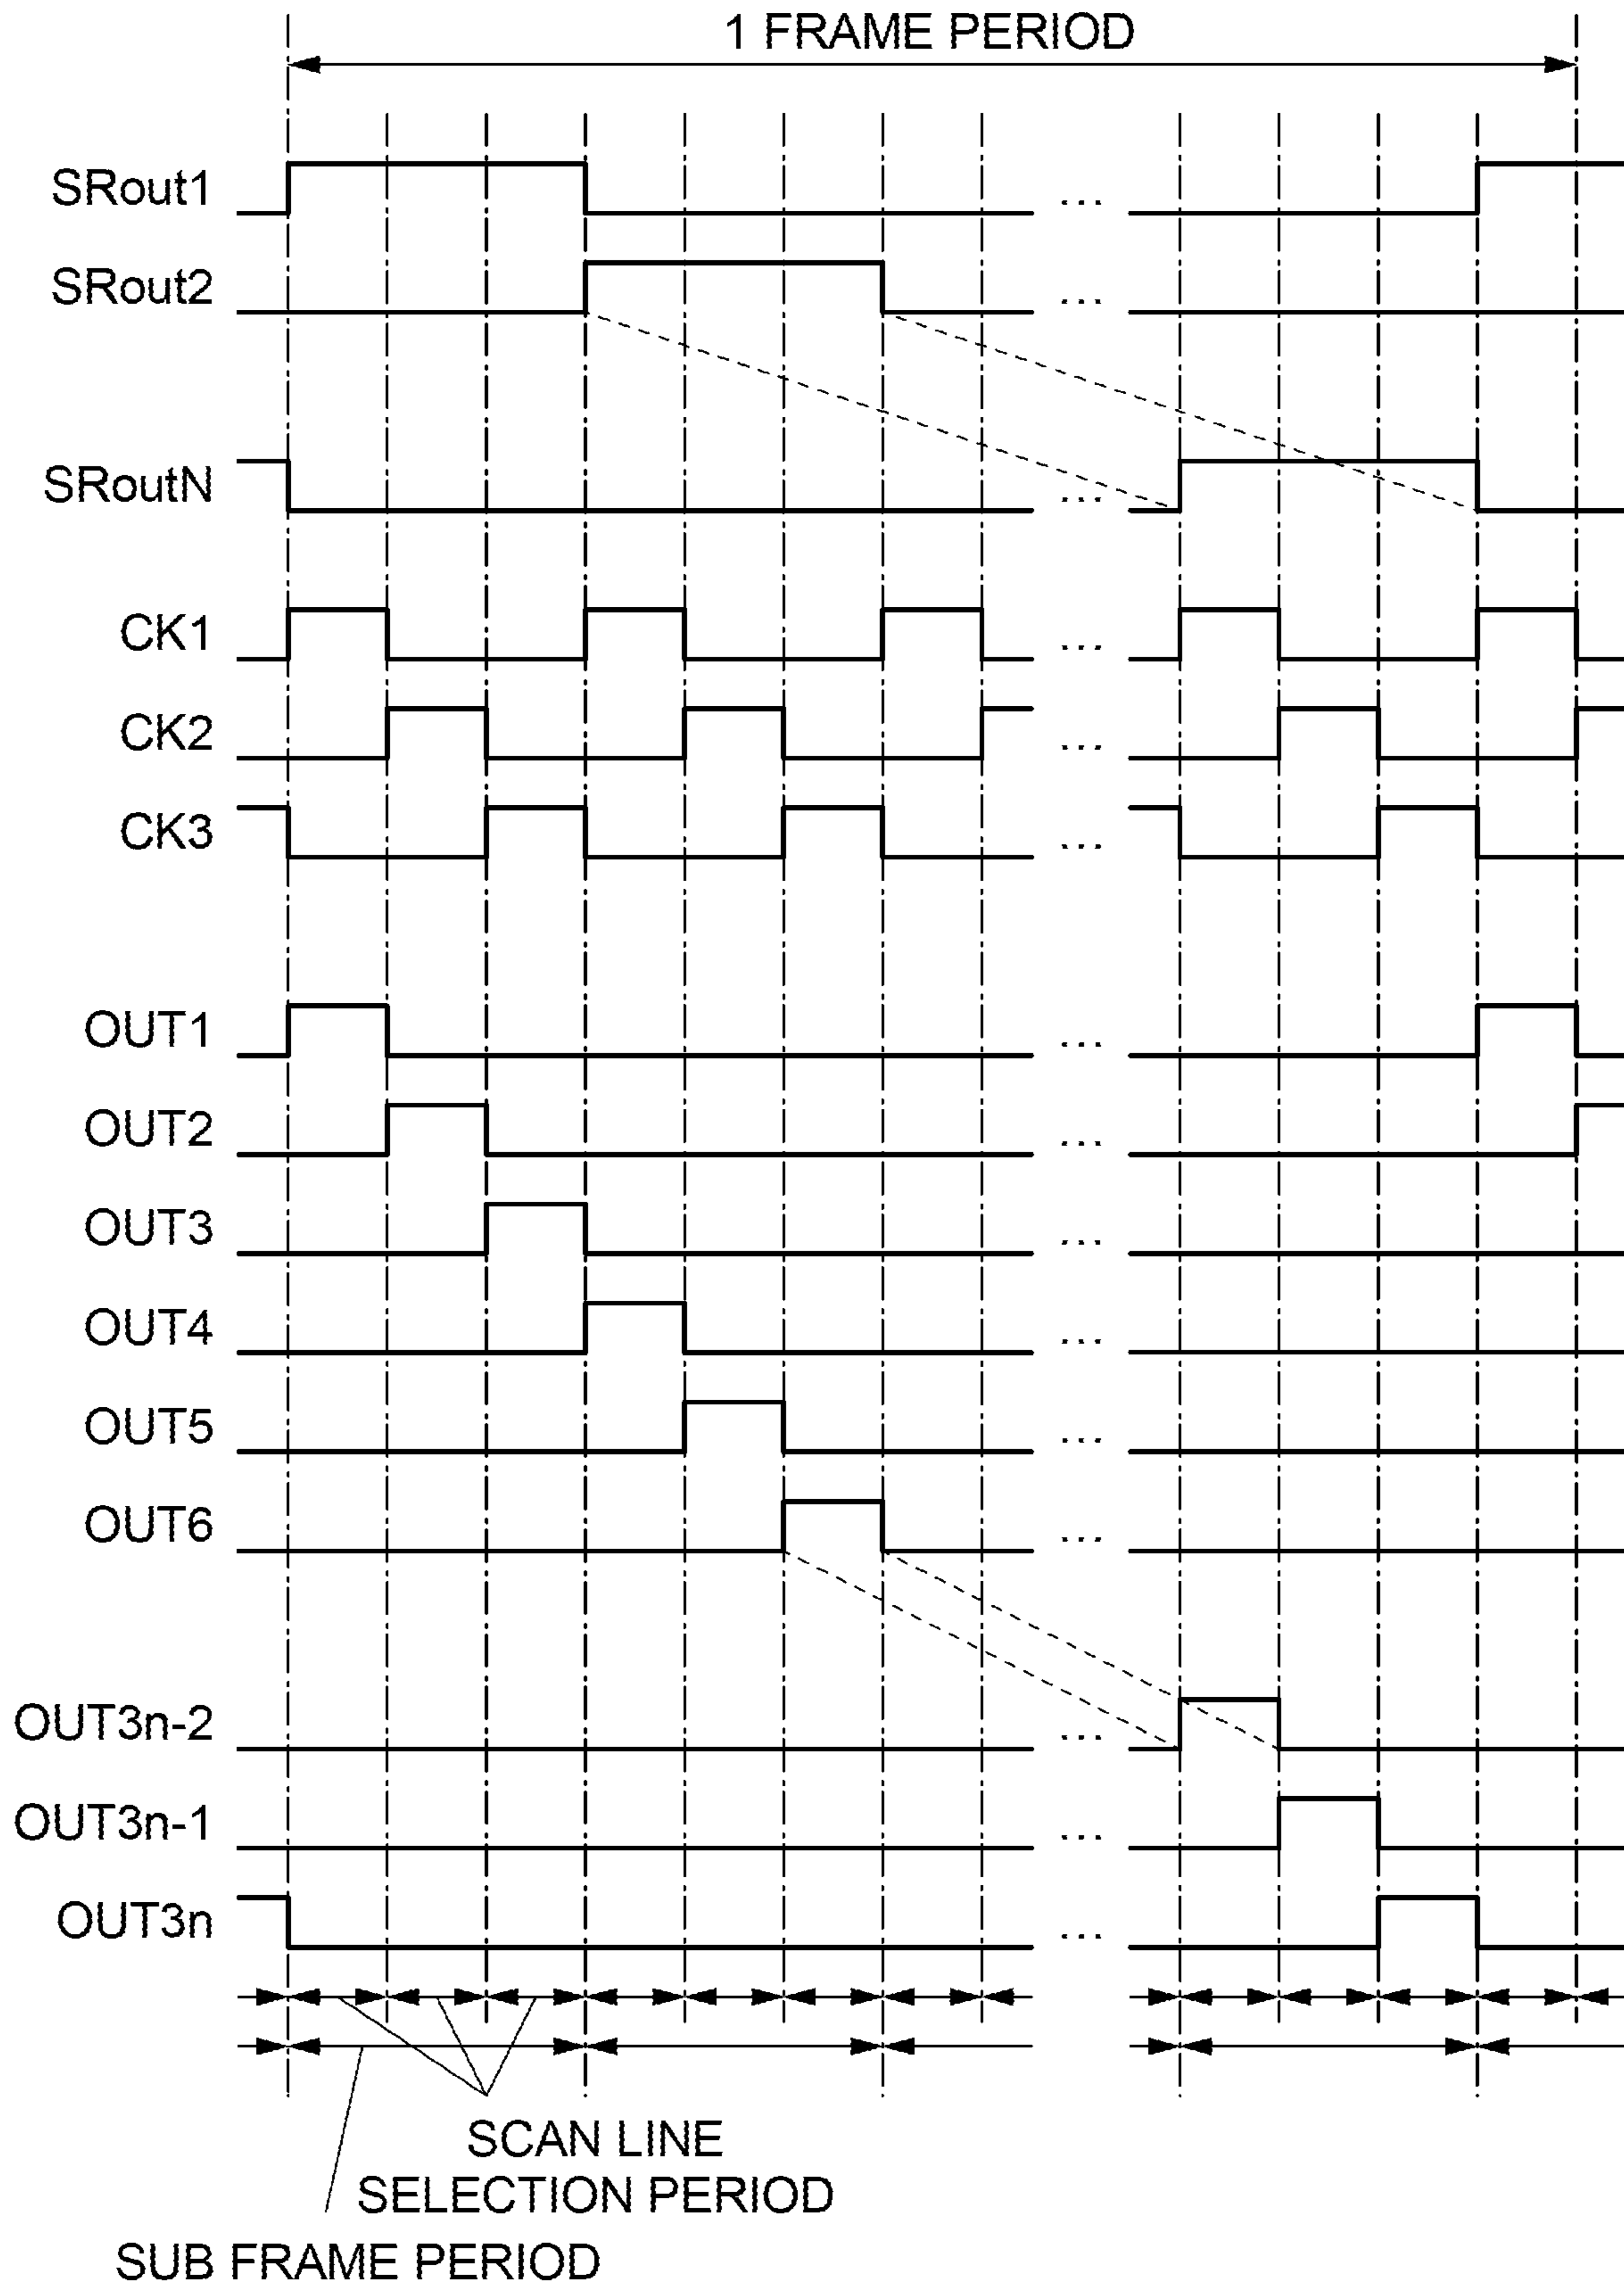 1 FRAME PERIOD
SRout1
...
SRout2
...
SRoutN
...
CK1
...
CK2
...
CK3
...
OUT1
...
OUT2
...
OUT3
...
OUT4
...
OUT5
...
OUT6
...
OUT3n-2
...
OUT3n-1
...
OUT3n
...
SCAN LINE
SELECTION PERIOD
SUB FRAME PERIOD